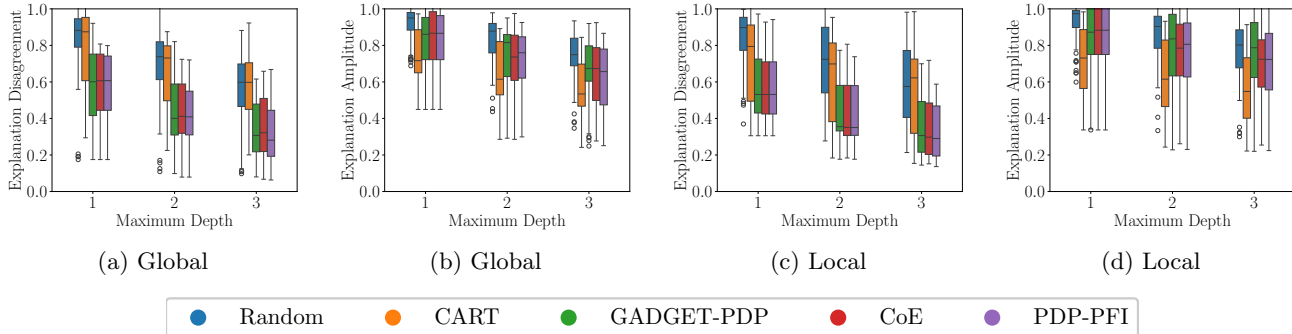 Explanation Disagreement
1.0
0.8
0.6
0.4
0.2
0.0
1 2 3
Maximum Depth
(a) Global
Explanation Amplitude
1.0
0.8
0.6
0.4
0.2
0.0
1 2 3
Maximum Depth
(b) Global
Explanation Disagreement
1.0
0.8
0.6
0.4
0.2
0.0
1 2 3
Maximum Depth
(c) Local
Explanation Amplitude
1.0
0.8
0.6
0.4
0.2
0.0
1 2 3
Maximum Depth
(d) Local
Random CART GADGET-PDP CoE PDP-PFI